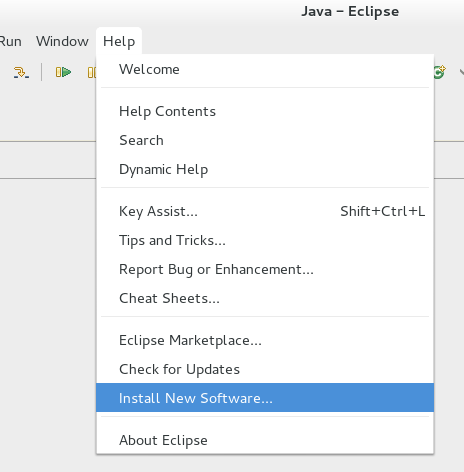 Java – Eclipse
Run Window Help
Welcome
Help Contents
Search
Dynamic Help
Key Assist... Shift+Ctrl+L
Tips and Tricks...
Report Bug or Enhancement...
Cheat Sheets...
Eclipse Marketplace...
Check for Updates
Install New Software...
About Eclipse